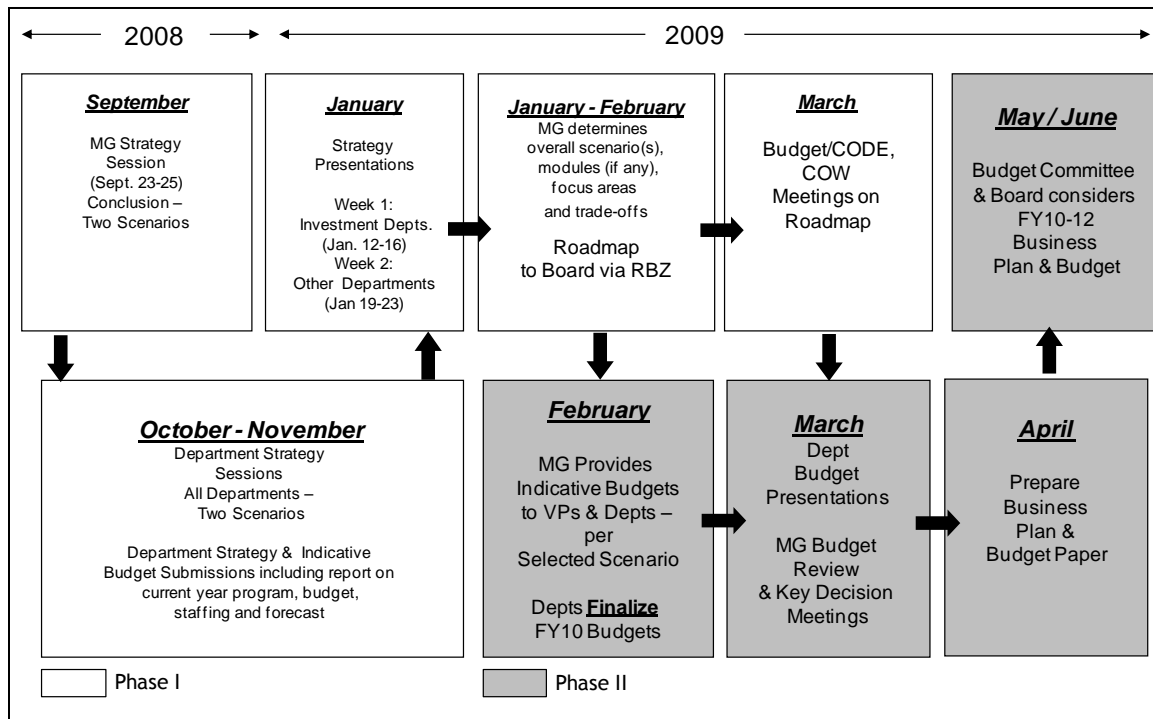 2008
2009
September
MG Strategy
Session
(Sept. 23-25)
Conclusion –
Two Scenarios
January
Strategy
Presentations
Week 1:
Investment Depts.
(Jan. 12-16)
Week 2:
Other Departments
(Jan 19-23)
January - February
MG determines
overall scenario(s),
modules (if any),
focus areas
and trade-offs
Roadmap
to Board via RBZ
March
Budget/CODE,
COW
Meetings on
Roadmap
May / June
Budget Committee
& Board considers
FY10-12
Business
Plan & Budget
October - November
Department Strategy
Sessions
All Departments –
Two Scenarios
Department Strategy & Indicative
Budget Submissions including report on
current year program, budget,
staffing and forecast
February
MG Provides
Indicative Budgets
to VPs & Depts –
per
Selected Scenario
Depts Finalize
FY10 Budgets
March
Dept
Budget
Presentations
MG Budget
Review
& Key Decision
Meetings
April
Prepare
Business
Plan &
Budget Paper
Phase I
Phase II